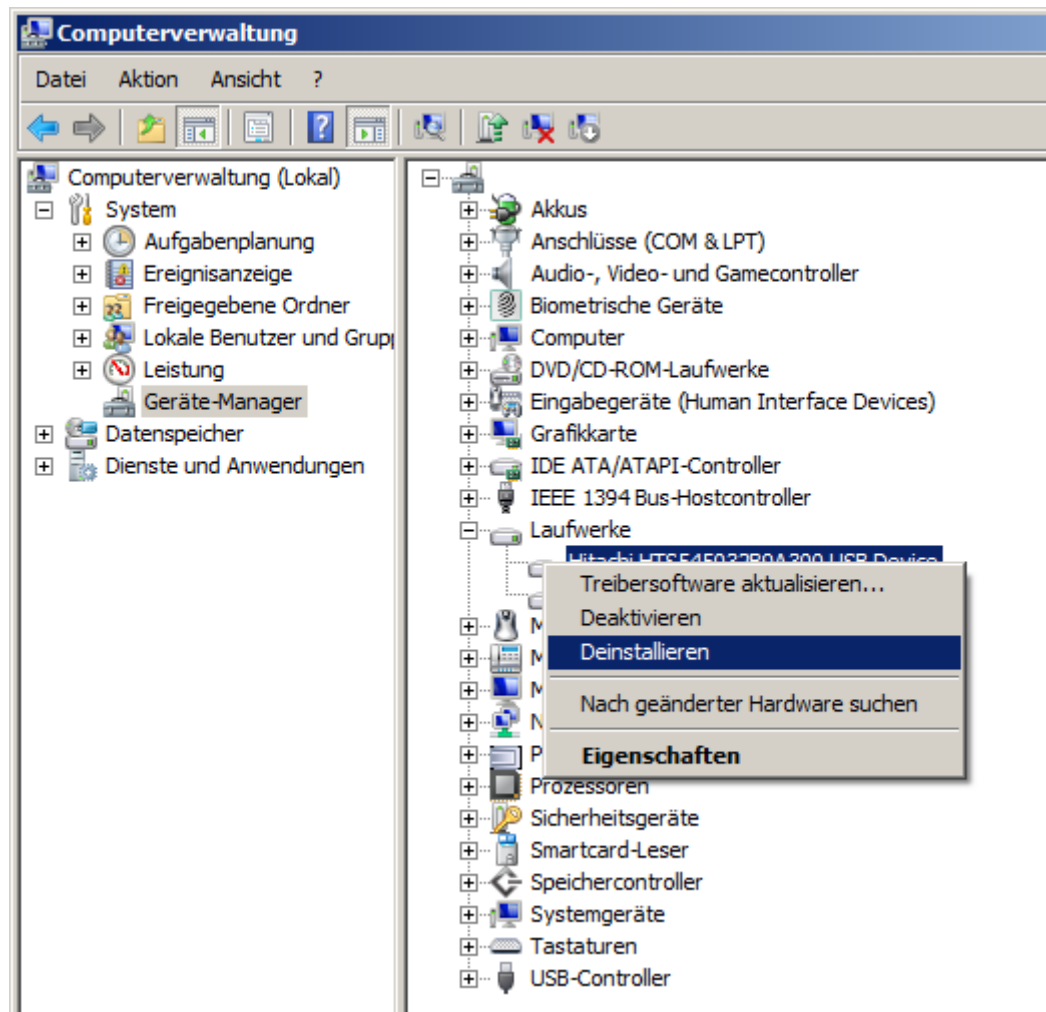 Computerverwaltung
Datei Aktion Ansicht ?
Computerverwaltung (Lokal)
System
Aufgabenplanung
Ereignisanzeige
Freigegebene Ordner
Lokale Benutzer und Grupp
Leistung
Geräte-Manager
Datenspeicher
Dienste und Anwendungen
Akkus
Anschlüsse (COM & LPT)
Audio-, Video- und Gamecontroller
Biometrische Geräte
Computer
DVD/CD-ROM-Laufwerke
Eingabegeräte (Human Interface Devices)
Grafikkarte
IDE ATA/ATAPI-Controller
IEEE 1394 Bus-Hostcontroller
Laufwerke
Hitachi USB Device
Treibersoftware aktualisieren...
Deaktivieren
Deinstallieren
Nach geänderter Hardware suchen
Eigenschaften
M
M
M
N
P
Prozessoren
Sicherheitsgeräte
Smartcard-Leser
Speichercontroller
Systemgeräte
Tastaturen
USB-Controller